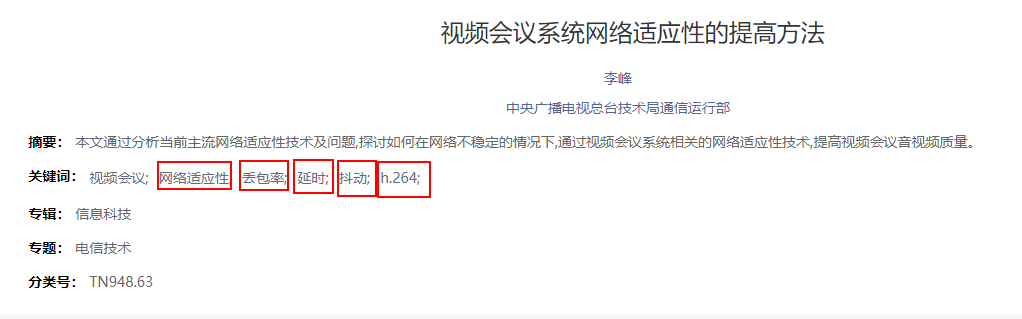 视频会议系统网络适应性的提高方法
李峰
中央广播电视总台技术局通信运行部
摘要： 本文通过分析当前主流网络适应性技术及问题,探讨如何在网络不稳定的情况下,通过视频会议系统相关的网络适应性技术,提高视频会议音视频质量。
关键词： 视频会议; 网络适应性 丢包率; 延时; 抖动; h.264;
专辑： 信息科技
专题： 电信技术
分类号： TN948.63